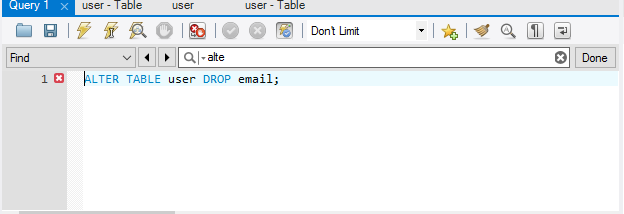 Query 1 × user - Table user user - Table
Don't Limit
Find alte Done
1 ALTER TABLE user DROP email;